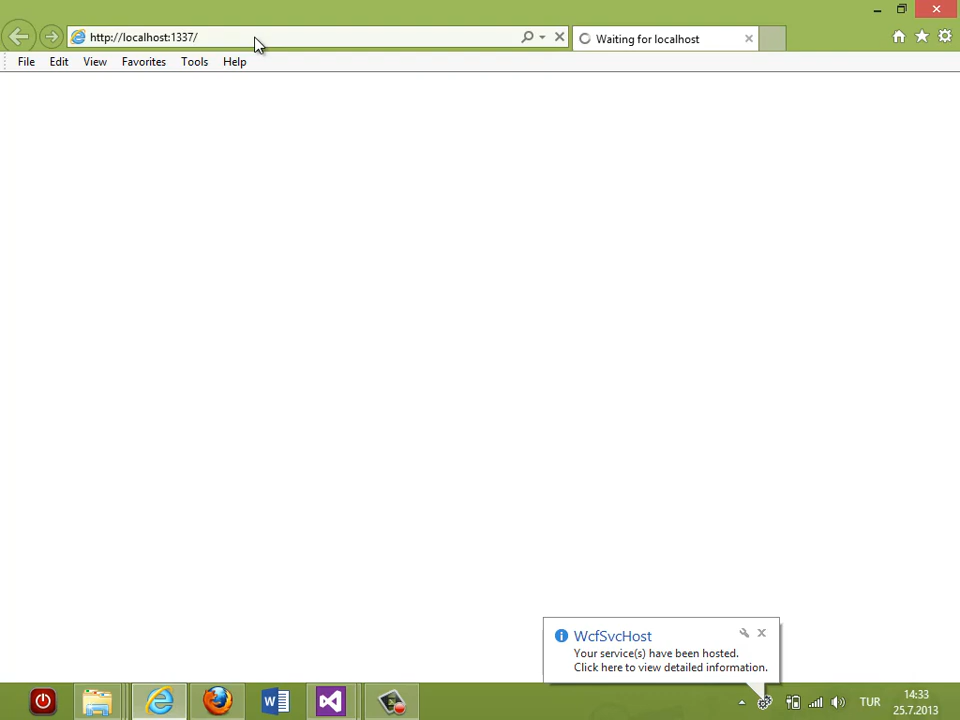 http://localhost:1337/
Waiting for localhost
File Edit View Favorites Tools Help
WcfSvcHost
Your service(s) have been hosted.
Click here to view detailed information.
TUR
14:33
25.7.2013